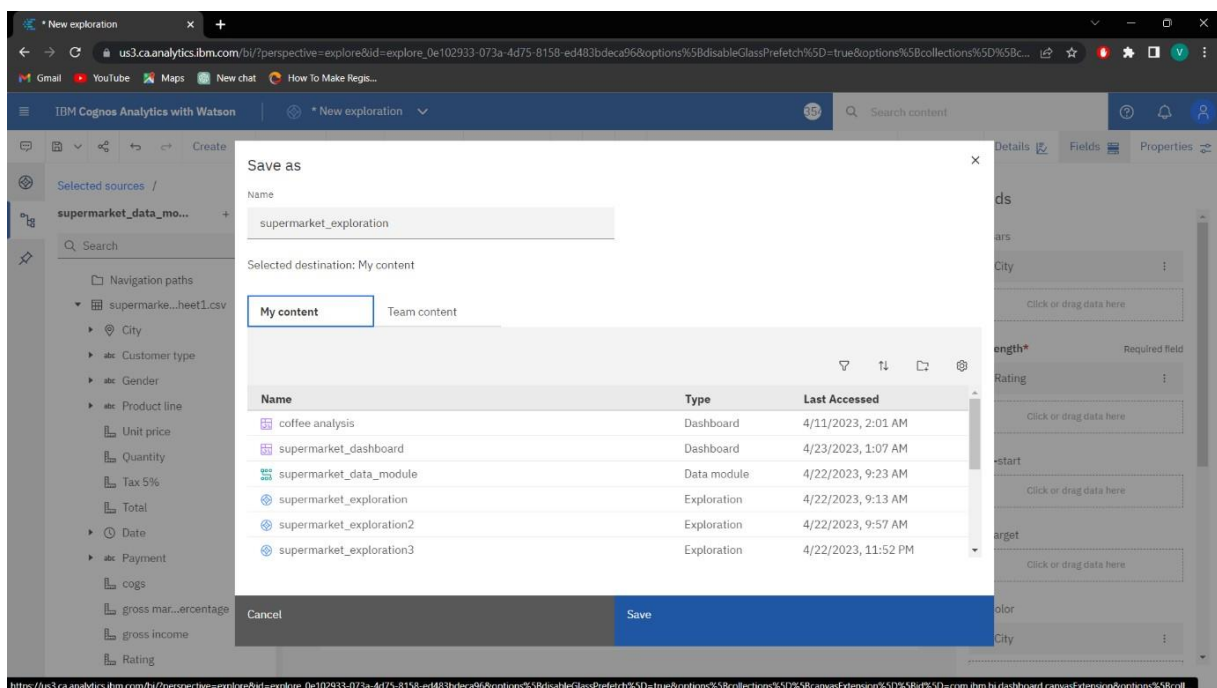 * New exploration
us3.ca.analytics.ibm.com/bi/?perspective=explore&id=explore_0e102933-073a-4d75-8158-ed483bdeca96&options%5BdisableGlassPrefetch%5D=true&options%5Bcollections%5D%5Bc...
Gmail YouTube Maps New chat How To Make Regis...
IBM Cognos Analytics with Watson * New exploration Search content
Create Details Fields Properties
Save as
Selected sources /
Name
ds
supermarket_data_mo...
supermarket_exploration
Search
ars
Selected destination: My content
City
Navigation paths
supermarke...heet1.csv
My content Team content
Click or drag data here
City
abc Customer type
ength* Required field
abc Gender
Rating
abc Product line
Name Type Last Accessed
Unit price
coffee analysis Dashboard 4/11/2023, 2:01 AM
Click or drag data here
Quantity
supermarket_dashboard Dashboard 4/23/2023, 1:07 AM
-start
Tax 5%
supermarket_data_module Data module 4/22/2023, 9:23 AM
Total
supermarket_exploration Exploration 4/22/2023, 9:13 AM
Click or drag data here
Date
supermarket_exploration2 Exploration 4/22/2023, 9:57 AM
arget
abc Payment
supermarket_exploration3 Exploration 4/22/2023, 11:52 PM
Click or drag data here
cogs
gross mar...ercentage
Cancel Save
olor
gross income
City
Rating